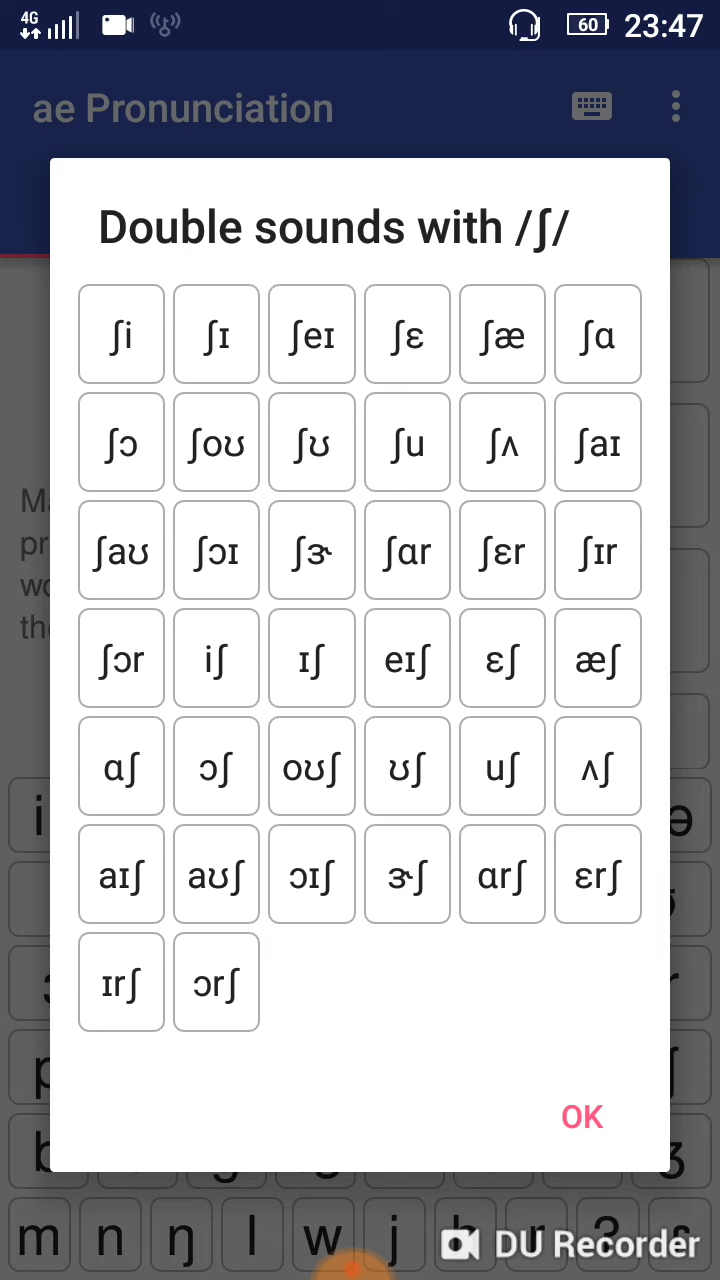 4G 60 23:47
ae Pronunciation
Double sounds with /ʃ/
ʃi ʃɪ ʃeɪ ʃɛ ʃæ ʃɑ
ʃɔ ʃoʊ ʃʊ ʃu ʃʌ ʃaɪ
ʃaʊ ʃɔɪ ʃɝ ʃɑr ʃɛr ʃɪr
ʃɔr iʃ ɪʃ eɪʃ ɛʃ æʃ
ɑʃ ɔʃ oʊʃ ʊʃ uʃ ʌʃ
aɪʃ aʊʃ ɔɪʃ ɝʃ ɑrʃ ɛrʃ
ɪrʃ ɔrʃ
OK
m n ŋ l w j
DU Recorder